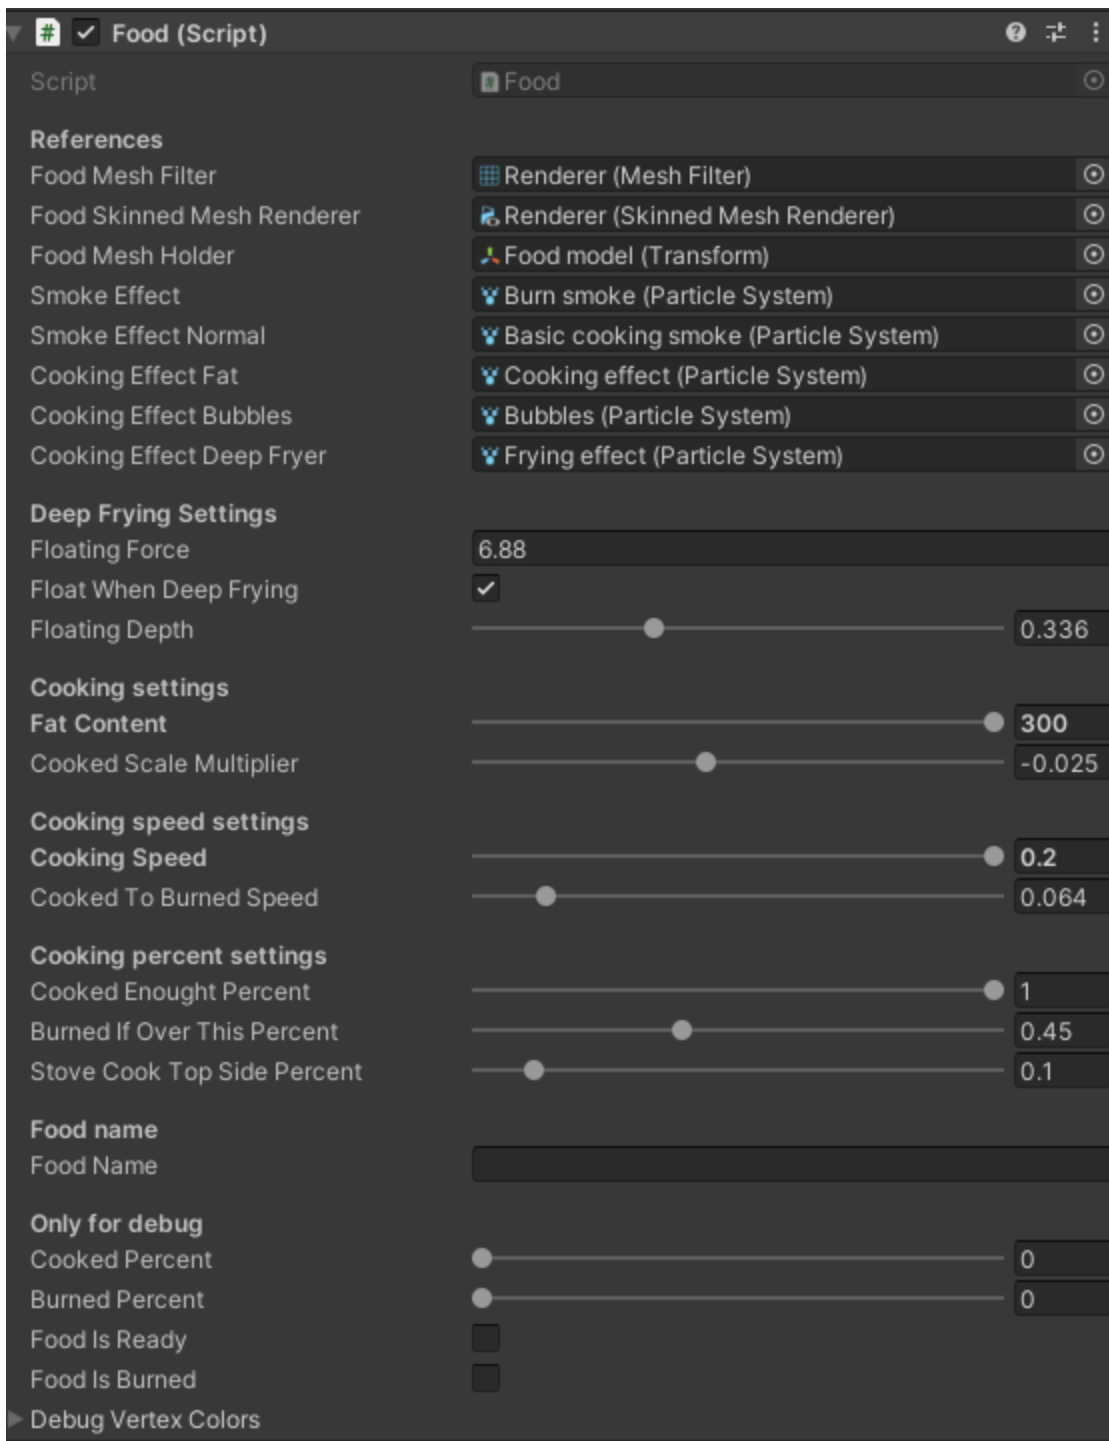 Food (Script)
Script Food
References
Food Mesh Filter Renderer (Mesh Filter)
Food Skinned Mesh Renderer Renderer (Skinned Mesh Renderer)
Food Mesh Holder Food model (Transform)
Smoke Effect Burn smoke (Particle System)
Smoke Effect Normal Basic cooking smoke (Particle System)
Cooking Effect Fat Cooking effect (Particle System)
Cooking Effect Bubbles Bubbles (Particle System)
Cooking Effect Deep Fryer Frying effect (Particle System)
Deep Frying Settings
Floating Force 6.88
Float When Deep Frying
Floating Depth 0.336
Cooking settings
Fat Content 300
Cooked Scale Multiplier -0.025
Cooking speed settings
Cooking Speed 0.2
Cooked To Burned Speed 0.064
Cooking percent settings
Cooked Enought Percent 1
Burned If Over This Percent 0.45
Stove Cook Top Side Percent 0.1
Food name
Food Name
Only for debug
Cooked Percent 0
Burned Percent 0
Food Is Ready
Food Is Burned
Debug Vertex Colors